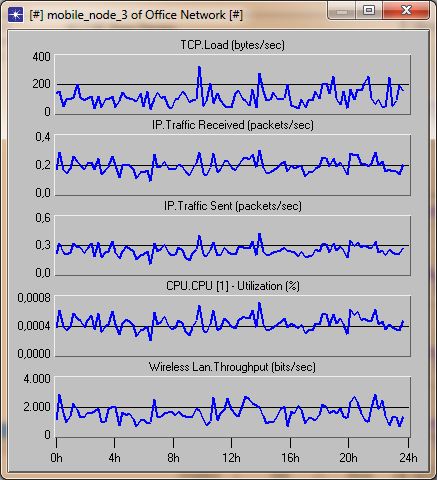 [#] mobile_node_3 of Office Network [#]
TCP.Load (bytes/sec)
400
200
0
IP.Traffic Received (packets/sec)
0,4
0,2
0,0
IP.Traffic Sent (packets/sec)
0,6
0,3
0,0
CPU.CPU [1] - Utilization (%)
0,0008
0,0004
0,0000
Wireless Lan.Throughput (bits/sec)
4.000
2.000
0
0h 4h 8h 12h 16h 20h 24h